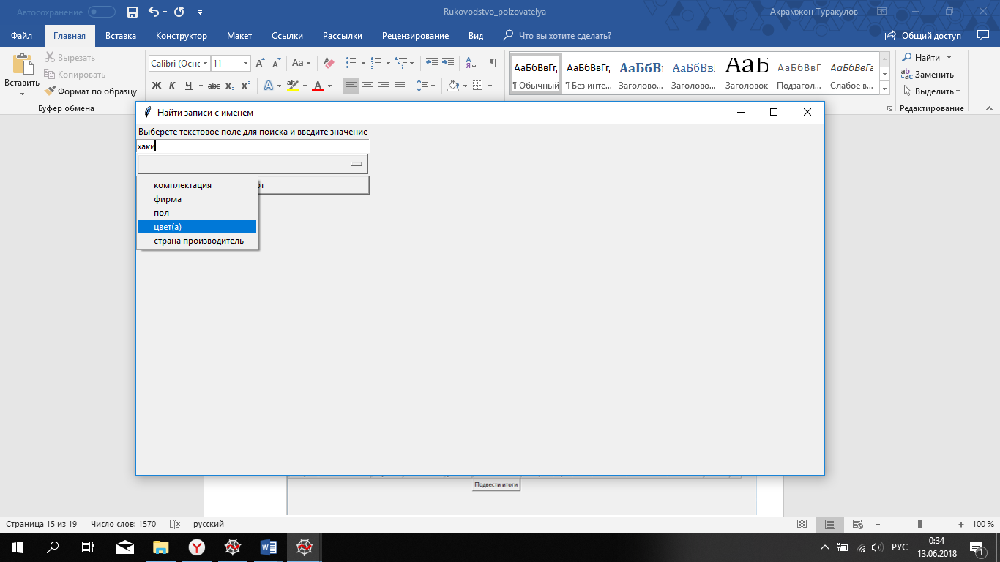 Автосохранение
Rukovodstvo_polzovatelya
Акрамжон Туракулов
Файл Главная Вставка Конструктор Макет Ссылки Рассылки Рецензирование Вид Что вы хотите сделать? Общий доступ
Вставить
Вырезать
Копировать
Формат по образцу
Буфер обмена
Calibri (Осно 11
Ж К Ч abc x₂ x²
АаБбВвГг, АаБбВвГг, АаБбВ: АаБбВв: АаБ АаБбВвГ АаБбВвГг
¶ Обычный ¶ Без инте... Заголово... Заголово... Заголовок Подзагол... Слабое в...
Найти
Заменить
Выделить
Редактирование
Найти записи с именем
Выберете текстовое поле для поиска и введите значение
хаки
комплектация
фирма
пол
цвет(а)
страна производитель
Подвести итоги
Страница 15 из 19 Число слов: 1570 русский 100 %
РУС
0:34
13.06.2018
1